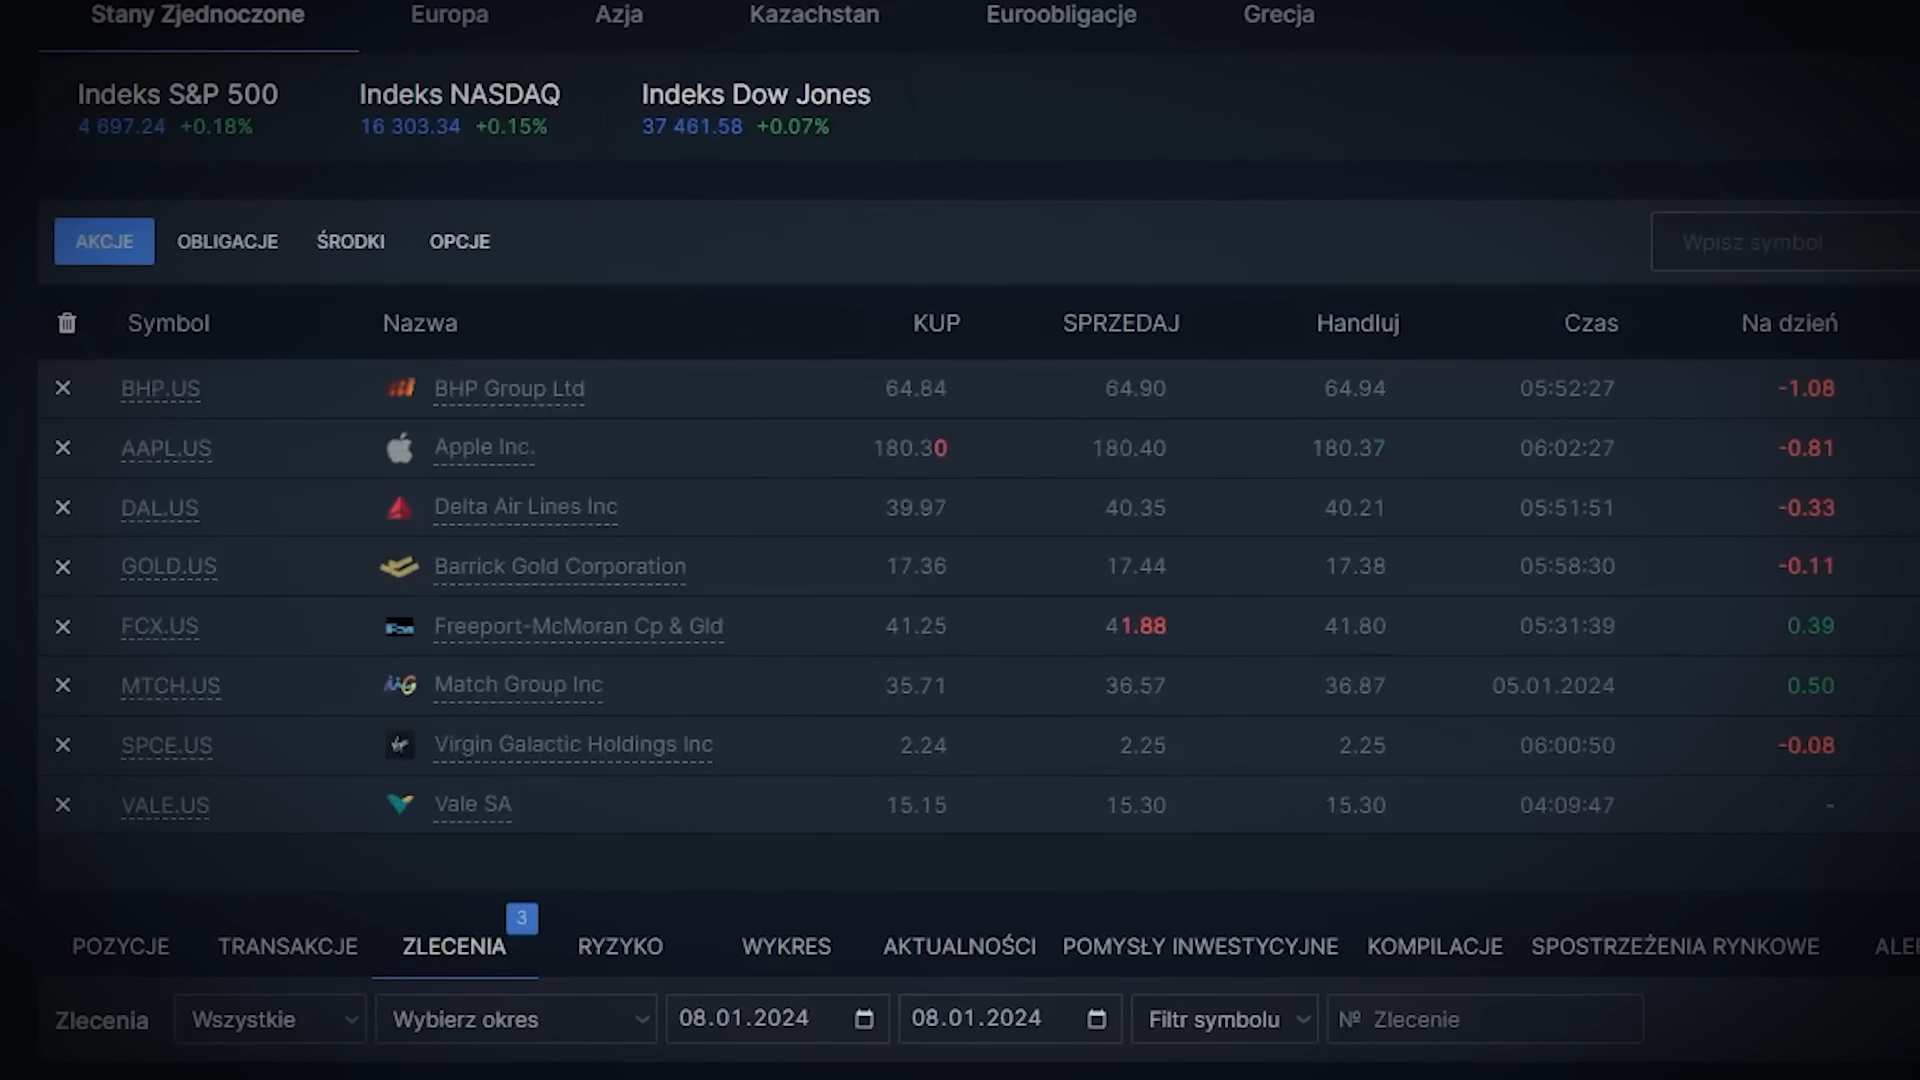 Stany Zjednoczone Europa Azja Kazachstan Euroobligacje Grecja
Indeks S&P 500 Indeks NASDAQ Indeks Dow Jones
4 697.24 +0.18% 16 303.34 +0.15% 37 461.58 +0.07%
AKCJE OBLIGACJE ŚRODKI OPCJE Wpisz symbol
Symbol Nazwa KUP SPRZEDAJ Handluj Czas Na dzień
BHP.US BHP Group Ltd 64.84 64.90 64.94 05:52:27 -1.08
AAPL.US Apple Inc. 180.30 180.40 180.37 06:02:27 -0.81
DAL.US Delta Air Lines Inc 39.97 40.35 40.21 05:51:51 -0.33
GOLD.US Barrick Gold Corporation 17.36 17.44 17.38 05:58:30 -0.11
FCX.US Freeport-McMoran Cp & Gld 41.25 41.88 41.80 05:31:39 0.39
MTCH.US Match Group Inc 35.71 36.57 36.87 05.01.2024 0.50
SPCE.US Virgin Galactic Holdings Inc 2.24 2.25 2.25 06:00:50 -0.08
VALE.US Vale SA 15.15 15.30 15.30 04:09:47 -
3
POZYCJE TRANSAKCJE ZLECENIA RYZYKO WYKRES AKTUALNOŚCI POMYSŁY INWESTYCYJNE KOMPILACJE SPOSTRZEŻENIA RYNKOWE
Zlecenia Wszystkie Wybierz okres 08.01.2024 08.01.2024 Filtr symbolu № Zlecenie